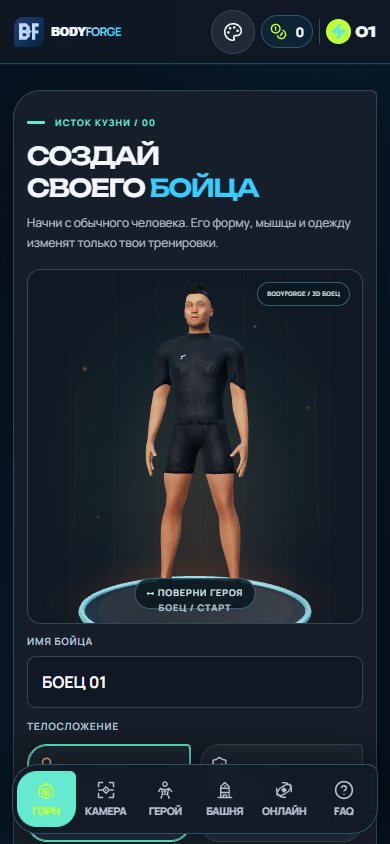 BF BODYFORGE 0 01
ИСТОК КУЗНИ / 00
СОЗДАЙ
СВОЕГО БОЙЦА
Начни с обычного человека. Его форму, мышцы и одежду
изменят только твои тренировки.
BODYFORGE / 3D БОЕЦ
↔ ПОВЕРНИ ГЕРОЯ
БОЕЦ / СТАРТ
ИМЯ БОЙЦА
БОЕЦ 01
ТЕЛОСЛОЖЕНИЕ
ГОРН КАМЕРА ГЕРОЙ БАШНЯ ОНЛАЙН FAQ